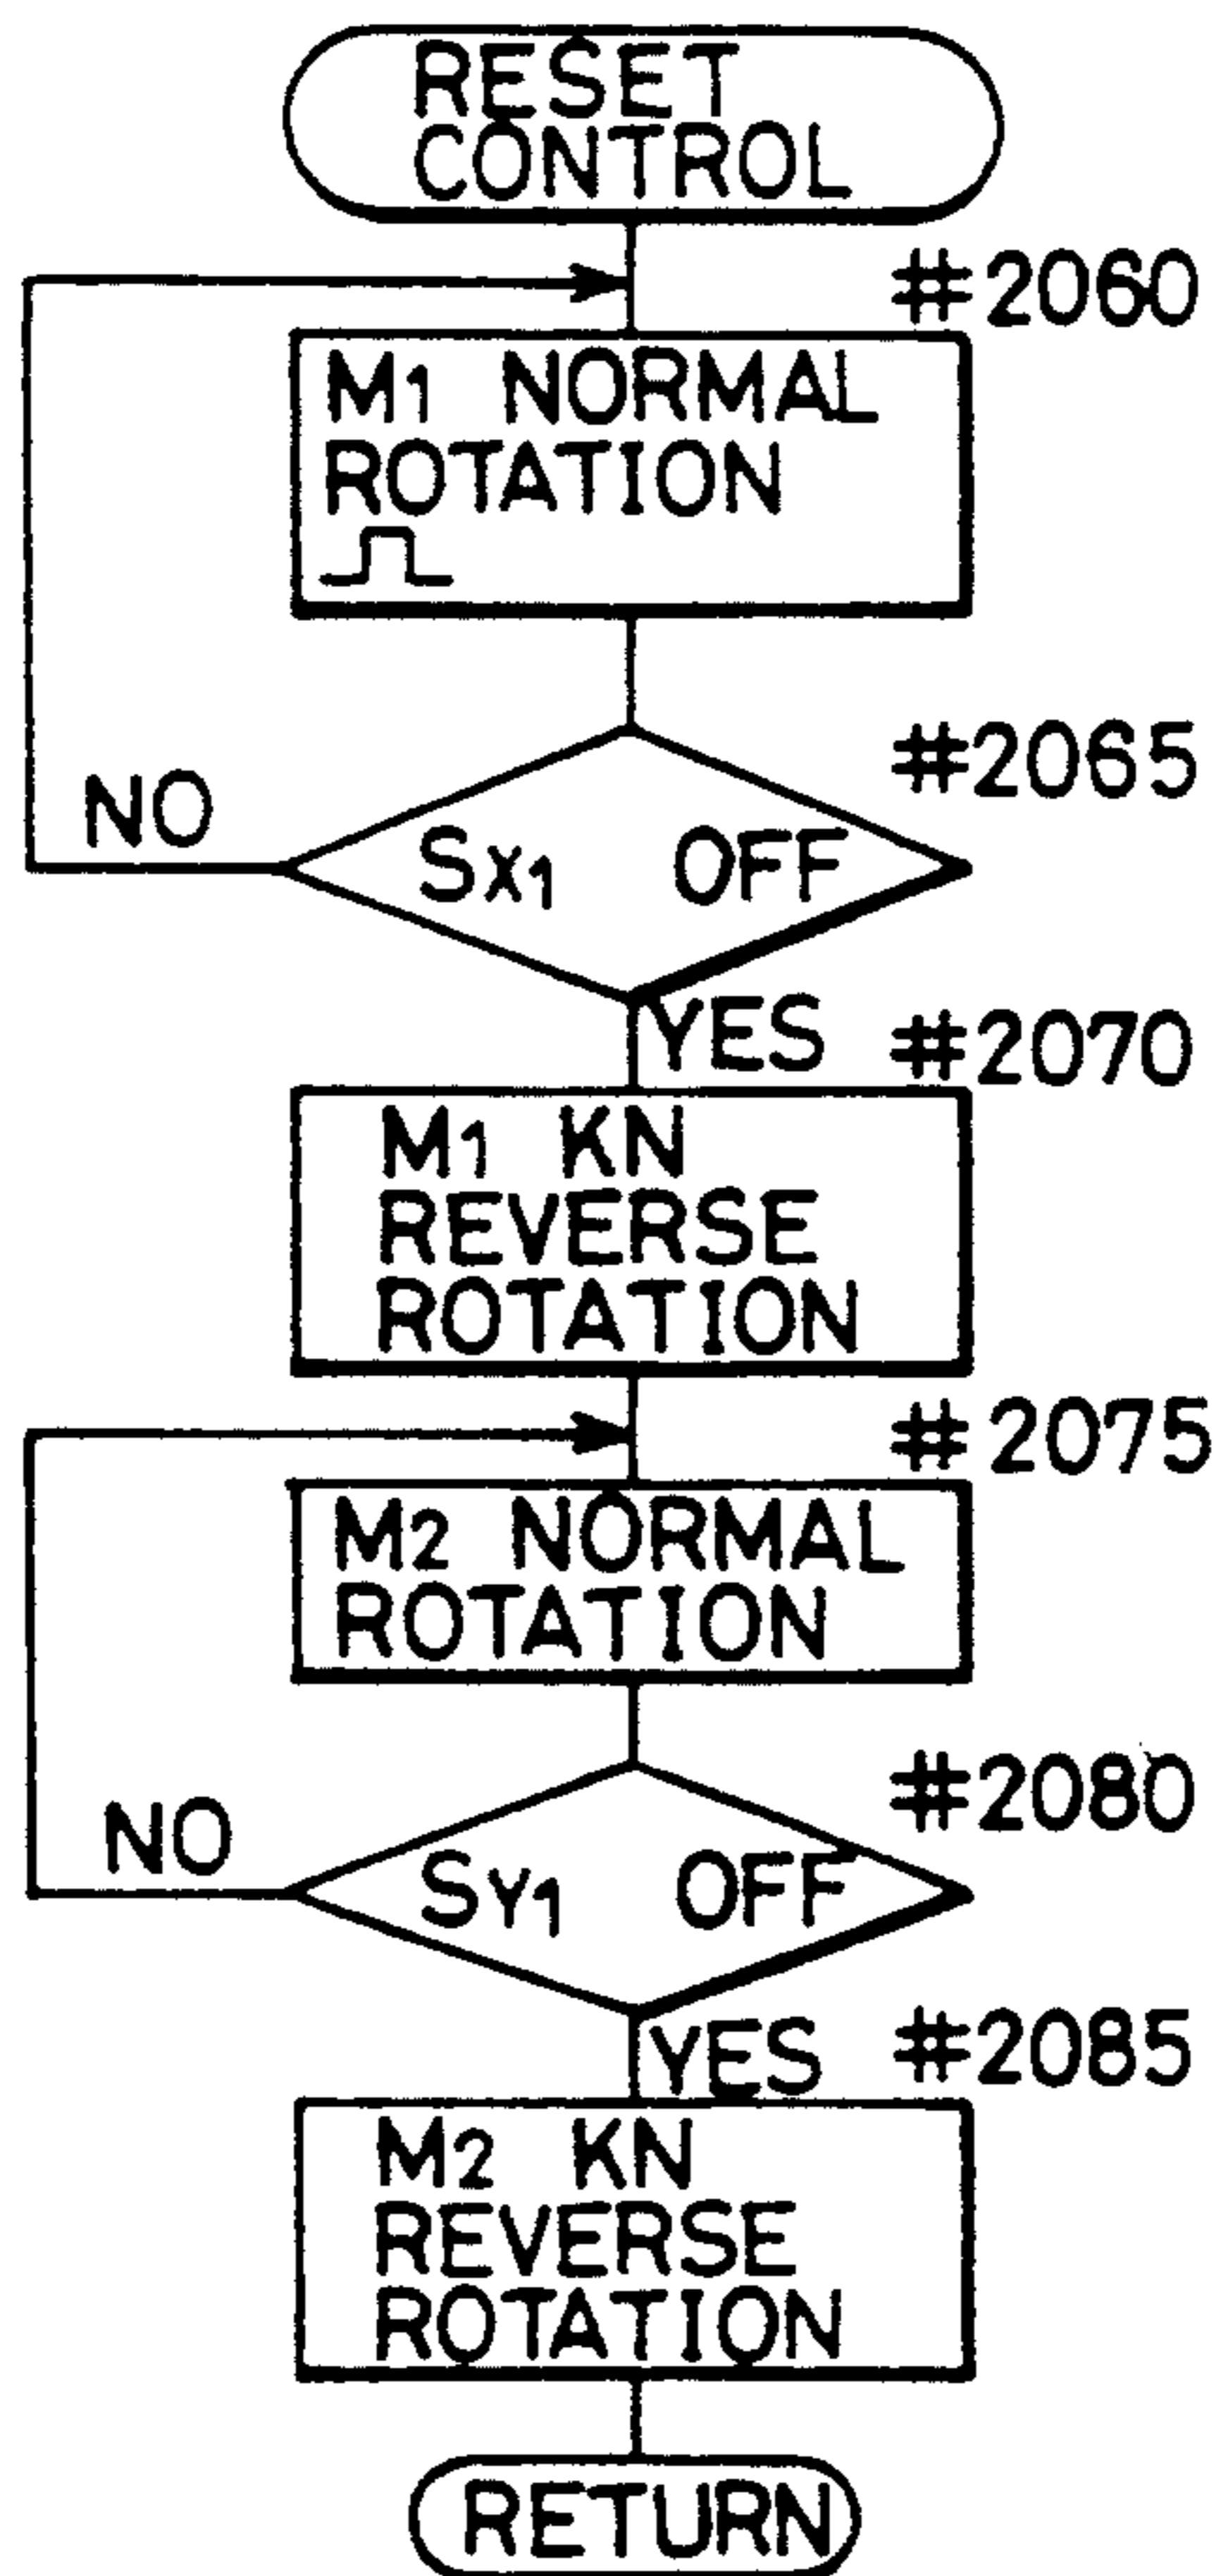 RESET
CONTROL
#2060
M1 NORMAL
ROTATION
#2065
NO
SX1 OFF
YES
#2070
M1 KN
REVERSE
ROTATION
#2075
M2 NORMAL
ROTATION
#2080
NO
SY1 OFF
YES
#2085
M2 KN
REVERSE
ROTATION
RETURN